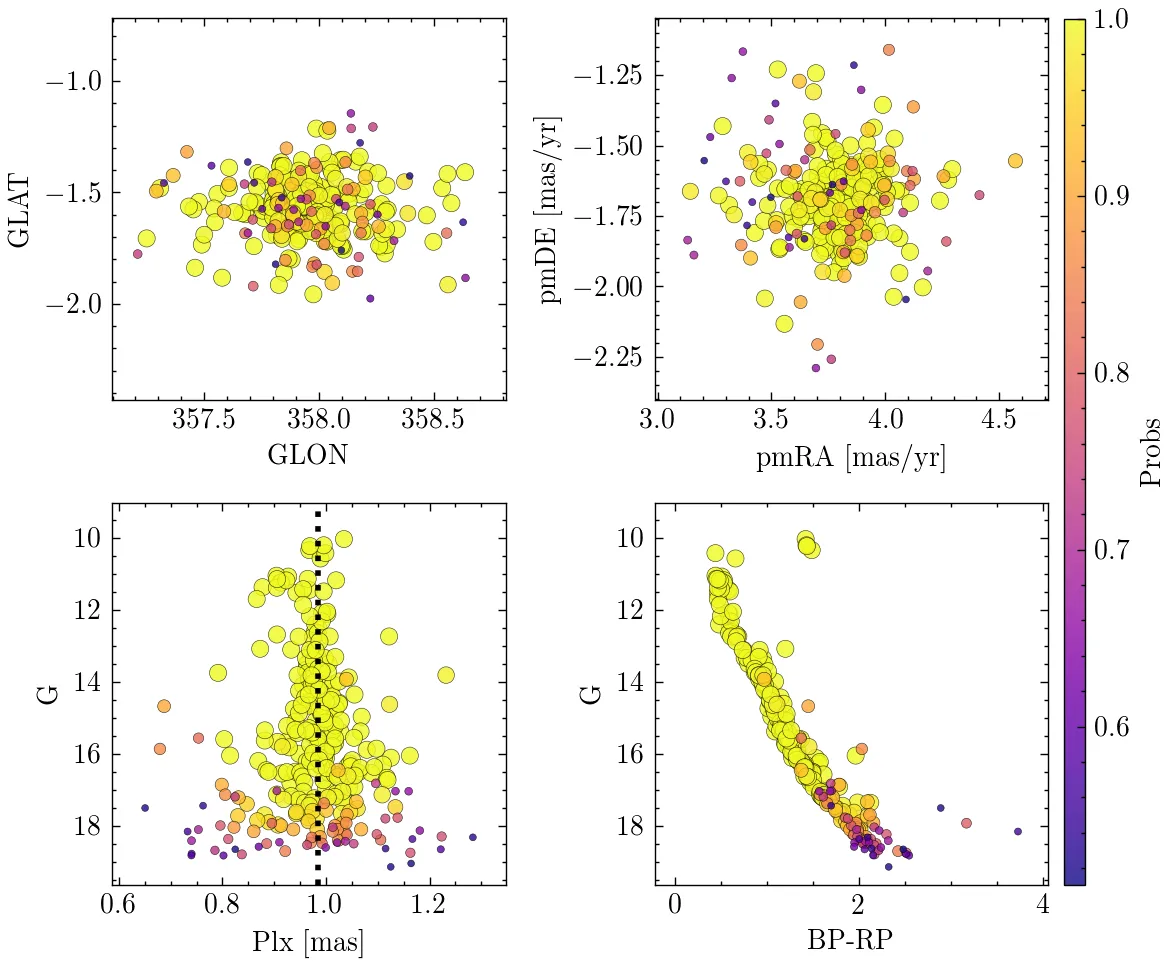 −1.0
−1.5
−2.0
GLAT
357.5 358.0 358.5
GLON
−1.25
−1.50
−1.75
−2.00
−2.25
pmDE [mas/yr]
3.0 3.5 4.0 4.5
pmRA [mas/yr]
1.0
0.9
0.8
0.7
0.6
Probs
10
12
14
16
18
G
0.6 0.8 1.0 1.2
Plx [mas]
10
12
14
16
18
G
0 2 4
BP-RP